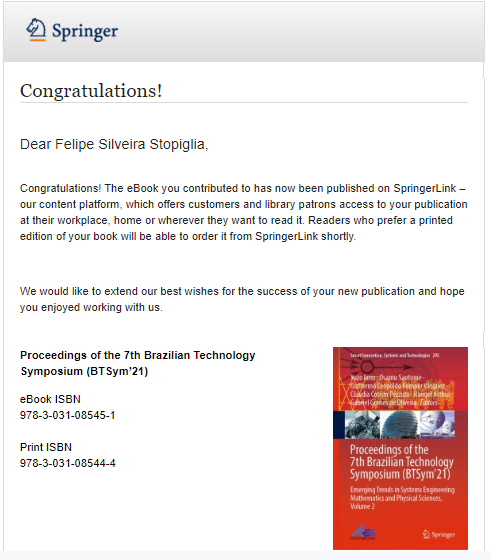 Springer
Congratulations!
Dear Felipe Silveira Stopiglia,
Congratulations! The eBook you contributed to has now been published on SpringerLink –
our content platform, which offers customers and library patrons access to your publication
at their workplace, home or wherever they want to read it. Readers who prefer a printed
edition of your book will be able to order it from SpringerLink shortly.
We would like to extend our best wishes for the success of your new publication and hope
you enjoyed working with us.
Proceedings of the 7th Brazilian Technology
Symposium (BTSym’21)
eBook ISBN
978-3-031-08545-1
Print ISBN
978-3-031-08544-4
Smart Innovation, Systems and Technologies 295
Yuzo Iano · Osamu Saotome ·
Guillermo Leopoldo Kemper Vásquez ·
Claudia Cotrim Pezzuto · Rangel Arthur ·
Gabriel Gomes de Oliveira Editors
Proceedings of the
7th Brazilian Technology
Symposium (BTSym’21)
Emerging Trends in Systems Engineering
Mathematics and Physical Sciences,
Volume 2
Springer